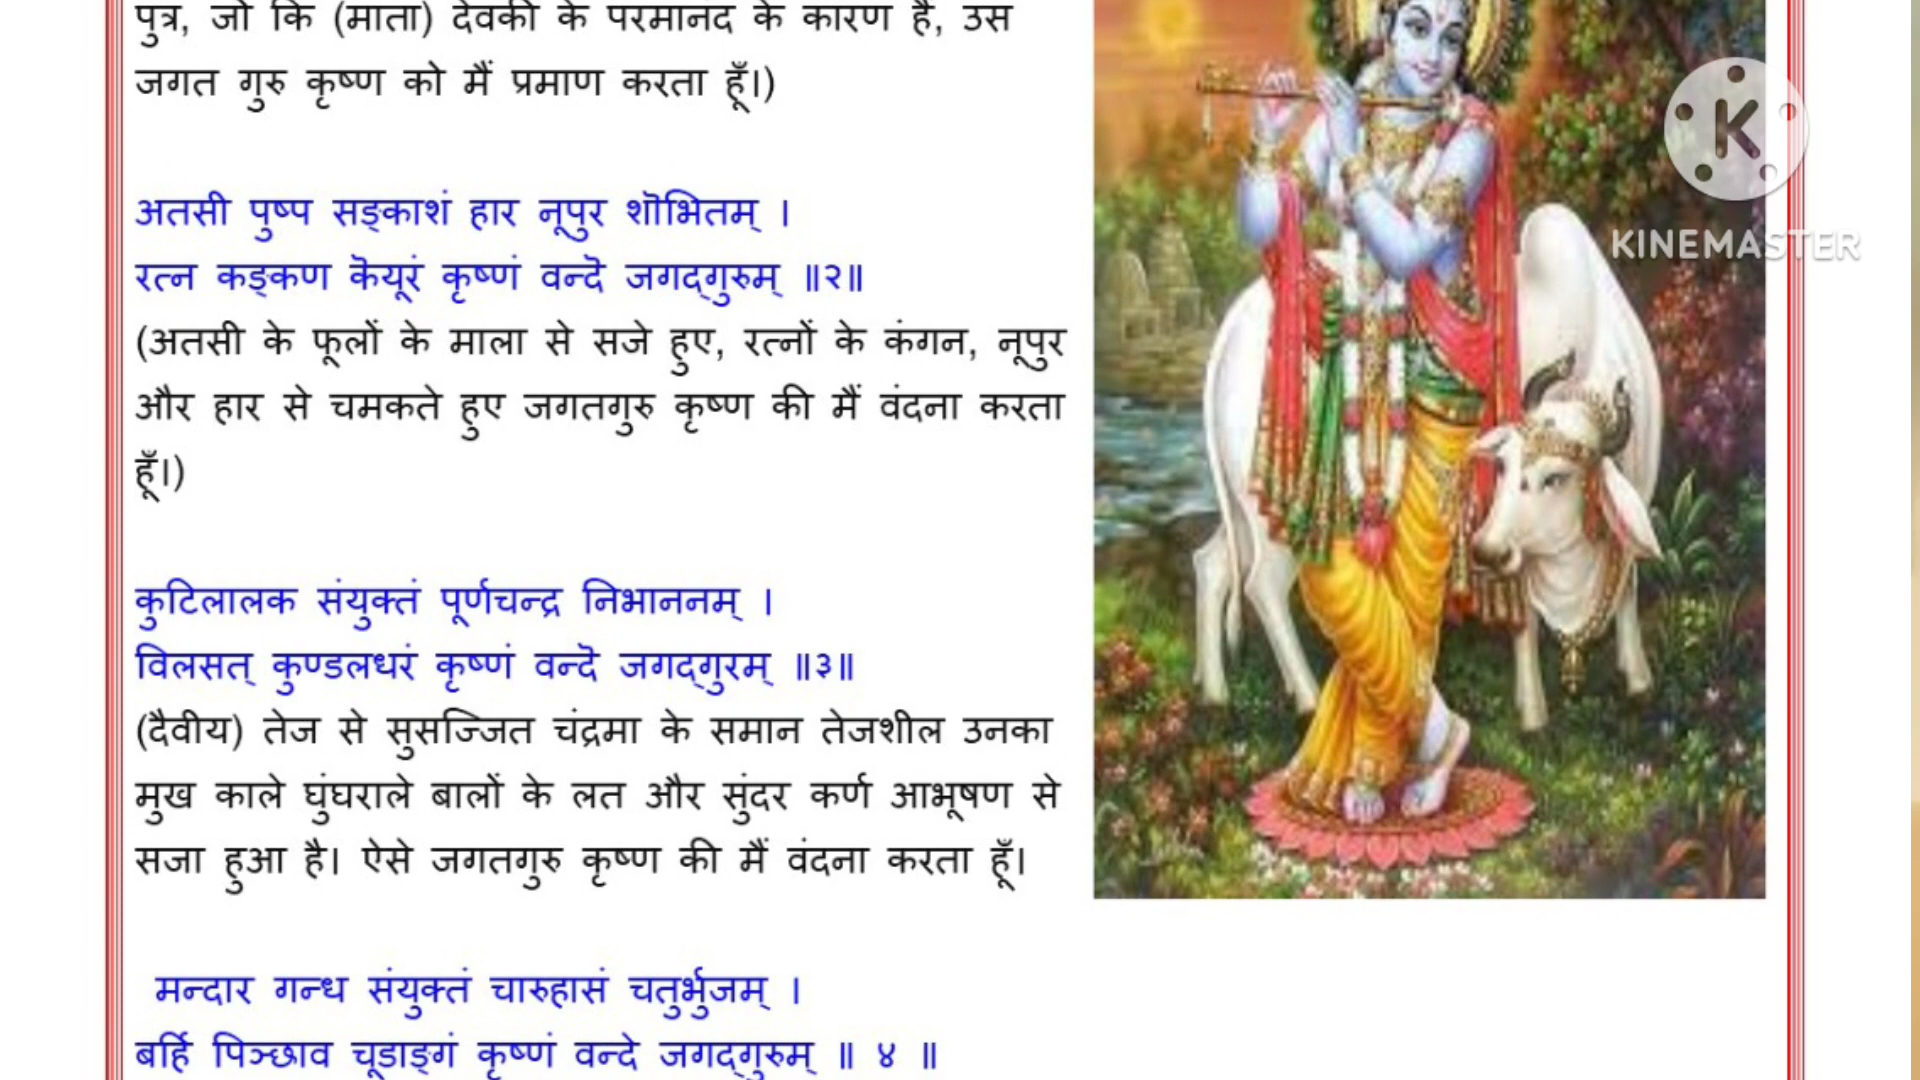 पुत्र, जो कि (माता) देवकी के परमानंद के कारण है, उस
जगत गुरु कृष्ण को मैं प्रमाण करता हूँ।)
अतसी पुष्प सङ्काशं हार नूपुर शॊभितम् ।
रत्न कङ्कण कॆयूरं कृष्णं वन्दॆ जगद्‌गुरुम् ॥२॥
(अतसी के फूलों के माला से सजे हुए, रत्नों के कंगन, नूपुर
और हार से चमकते हुए जगतगुरु कृष्ण की मैं वंदना करता
हूँ।)
कुटिलालक संयुक्तं पूर्णचन्द्र निभाननम् ।
विलसत् कुण्डलधरं कृष्णं वन्दॆ जगद्‌गुरम् ॥३॥
(दैवीय) तेज से सुसज्जित चंद्रमा के समान तेजशील उनका
मुख काले घुंघराले बालों के लत और सुंदर कर्ण आभूषण से
सजा हुआ है। ऐसे जगतगुरु कृष्ण की मैं वंदना करता हूँ।
मन्दार गन्ध संयुक्तं चारुहासं चतुर्भुजम् ।
बर्हि पिञ्छाव चूडाङ्गं कृष्णं वन्दे जगद्‌गुरुम् ॥ ४ ॥
K
KINEMASTER